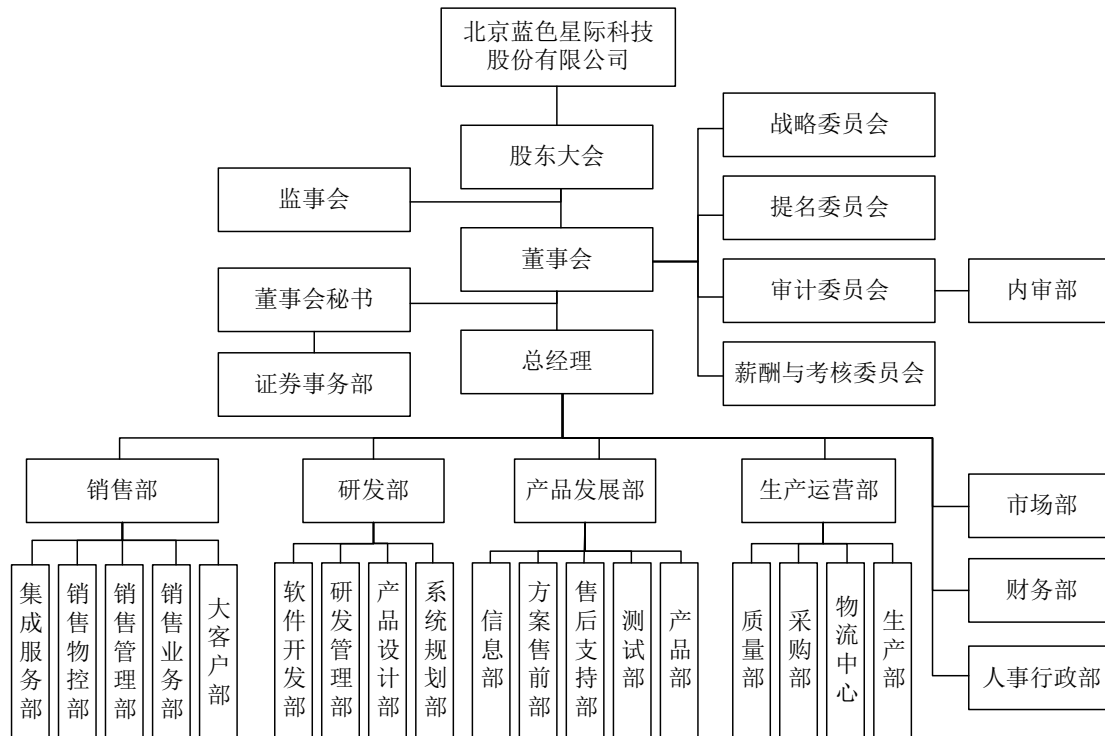 北京蓝色星际科技
股份有限公司
股东大会
监事会
董事会
战略委员会
提名委员会
审计委员会
内审部
薪酬与考核委员会
董事会秘书
证券事务部
总经理
销售部
研发部
产品发展部
生产运营部
市场部
财务部
人事行政部
集成服务部
销售物控部
销售管理部
销售业务部
大客户部
软件开发部
研发管理部
产品设计部
系统规划部
信息部
方案售前部
售后支持部
测试部
产品部
质量部
采购部
物流中心
生产部